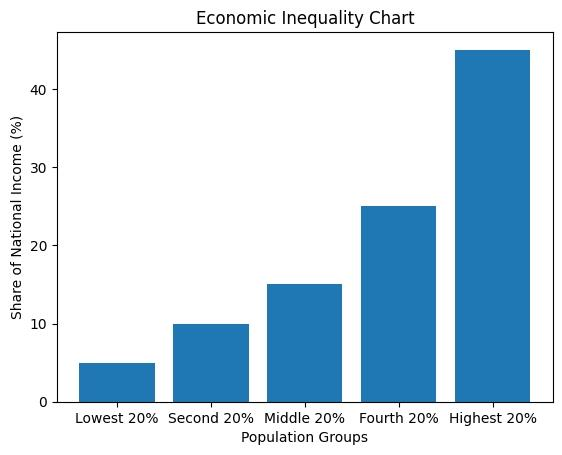 Economic Inequality Chart
Share of National Income (%)
40
30
20
10
0
Lowest 20% Second 20% Middle 20% Fourth 20% Highest 20%
Population Groups